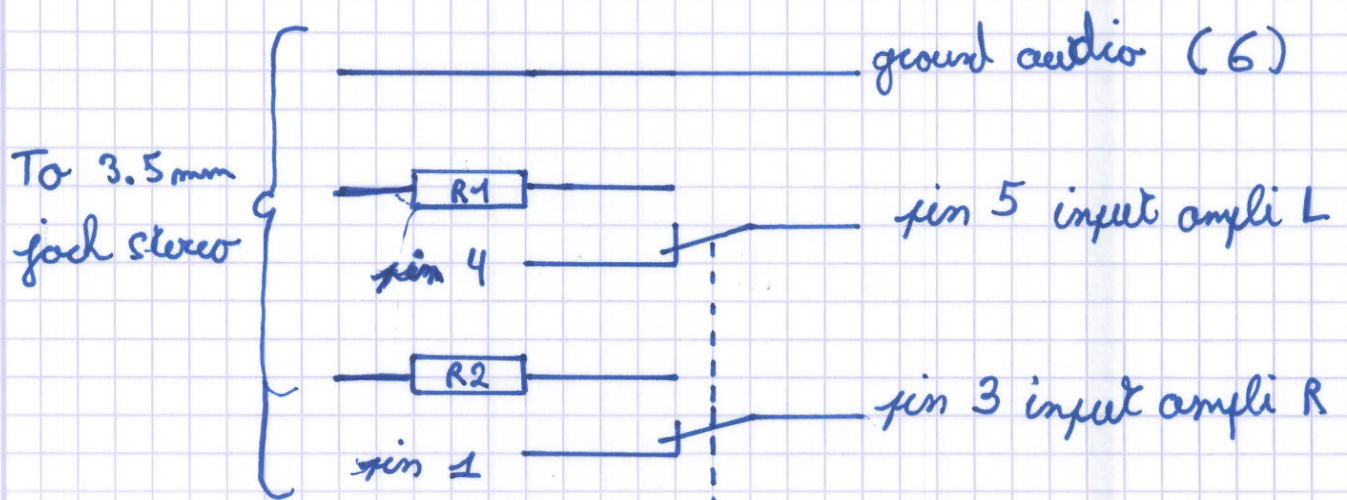 ground audio (6)
To 3.5mm
jack stereo
R1
pin 5 input ampli L
pin 4
R2
pin 3 input ampli R
pin 1